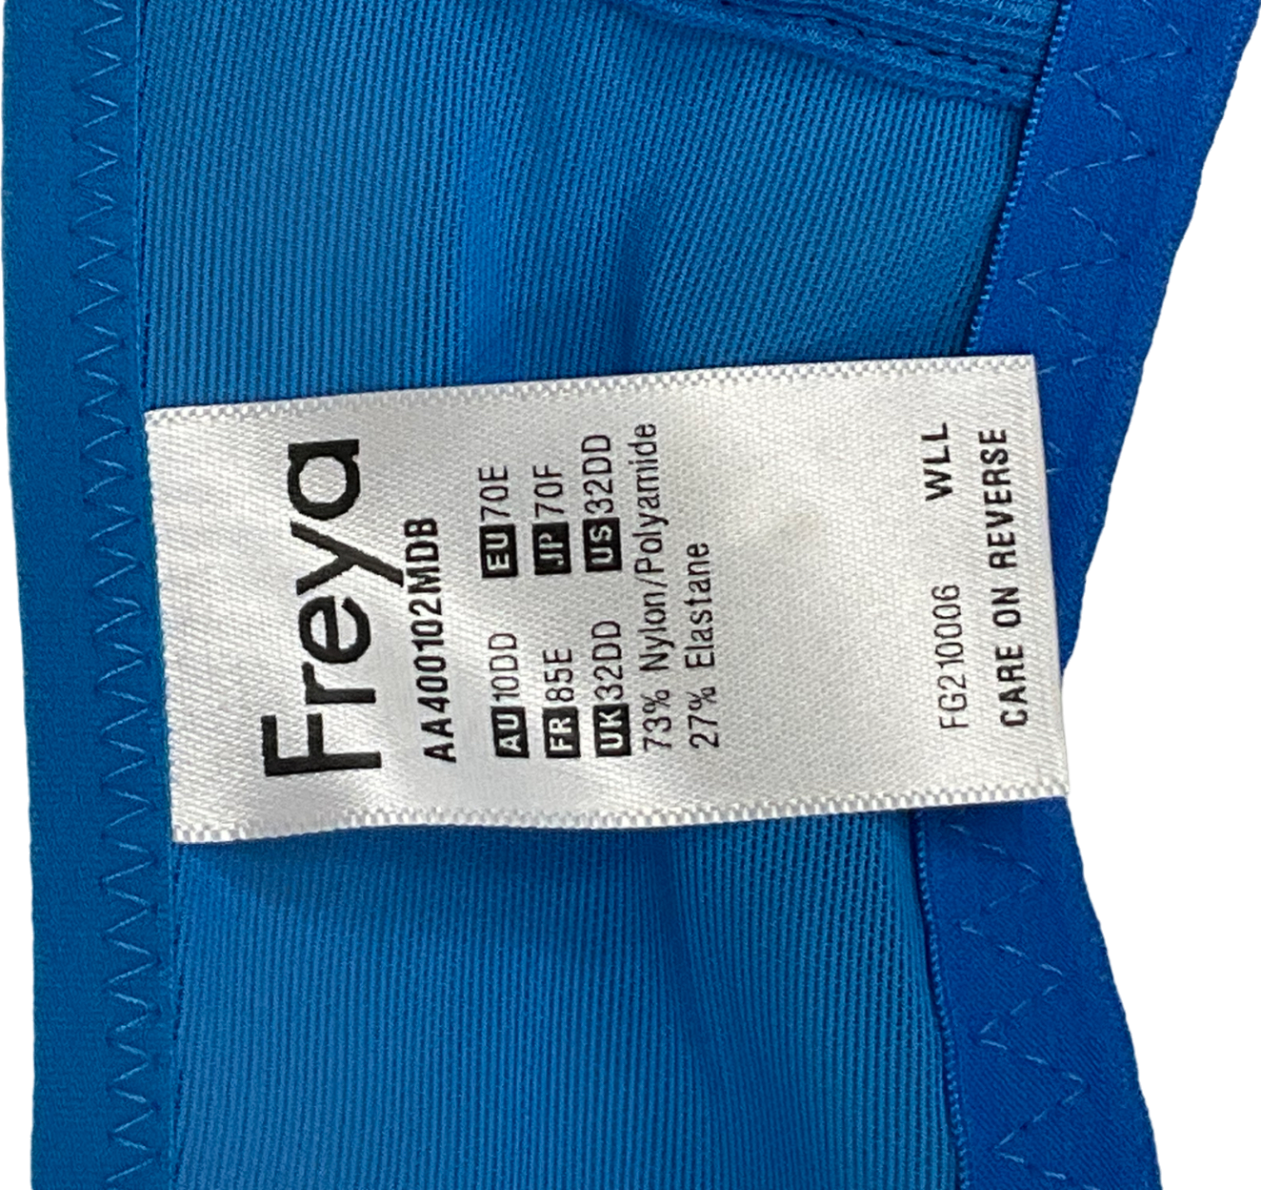 Freya
AA400102MDB
AU 10DD EU 70E
FR 85E JP 70F
UK 32DD US 32DD
73% Nylon/Polyamide
27% Elastane
FG210006 WLL
CARE ON REVERSE